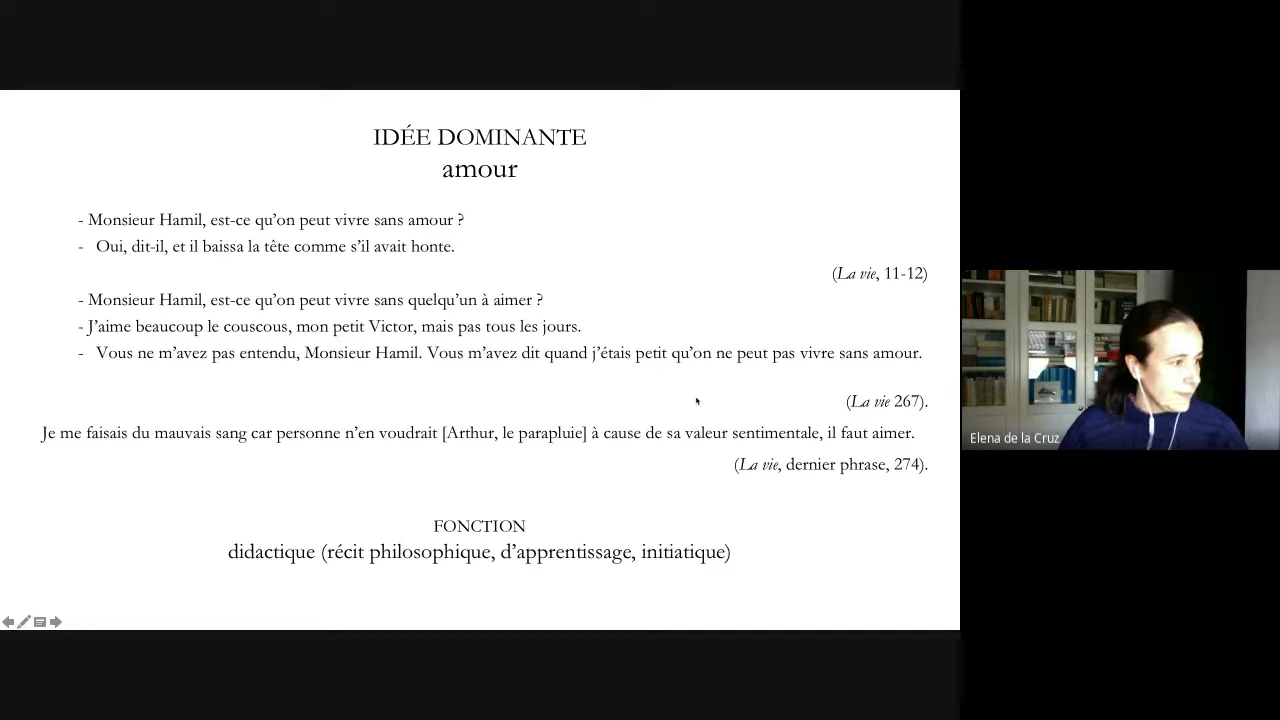 IDÉE DOMINANTE
amour
- Monsieur Hamil, est-ce qu’on peut vivre sans amour ?
- Oui, dit-il, et il baissa la tête comme s’il avait honte.
(La vie, 11-12)
- Monsieur Hamil, est-ce qu’on peut vivre sans quelqu’un à aimer ?
- J’aime beaucoup le couscous, mon petit Victor, mais pas tous les jours.
- Vous ne m’avez pas entendu, Monsieur Hamil. Vous m’avez dit quand j’étais petit qu’on ne peut pas vivre sans amour.
(La vie 267).
Je me faisais du mauvais sang car personne n’en voudrait [Arthur, le parapluie] à cause de sa valeur sentimentale, il faut aimer.
(La vie, dernier phrase, 274).
FONCTION
didactique (récit philosophique, d’apprentissage, initiatique)
Elena de la Cruz